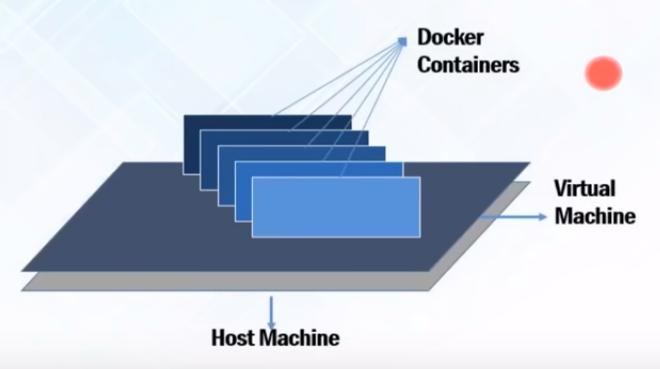 Docker
Containers
Virtual
Machine
Host Machine